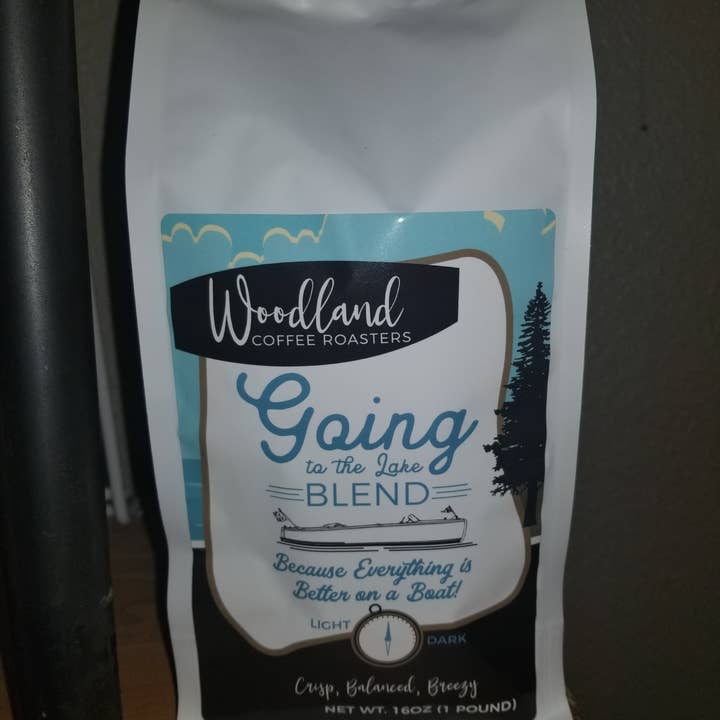 Woodland
COFFEE ROASTERS
Going
to the Lake
BLEND
Because Everything is
Better on a Boat!
LIGHT
DARK
Crisp, Balanced, Breezy
NET WT. 16OZ (1 POUND)